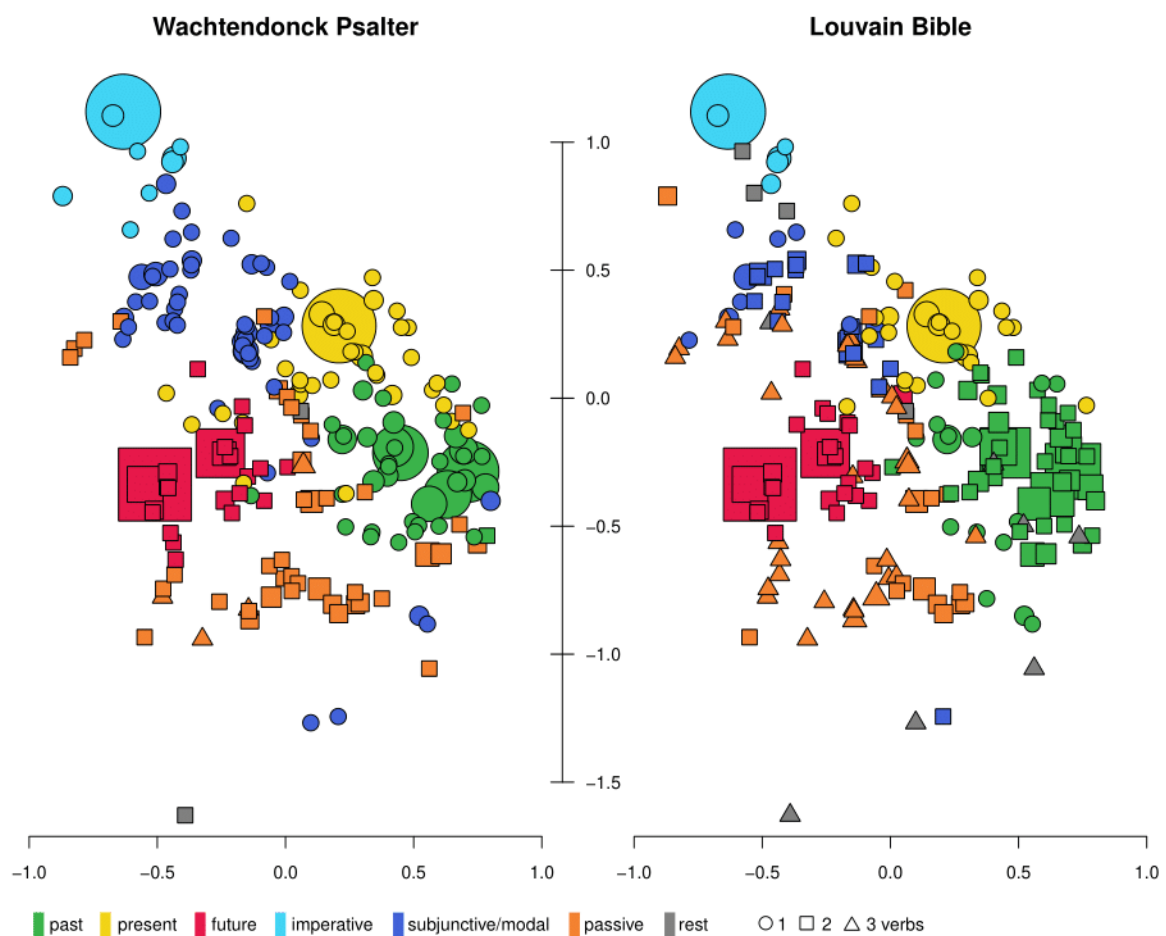 Wachtendonck Psalter Louvain Bible
1.0
0.5
0.0
−0.5
−1.0
−1.5
−1.0 −0.5 0.0 0.5 1.0 −1.0 −0.5 0.0 0.5 1.0
past present future imperative subjunctive/modal passive rest 1 2 3 verbs